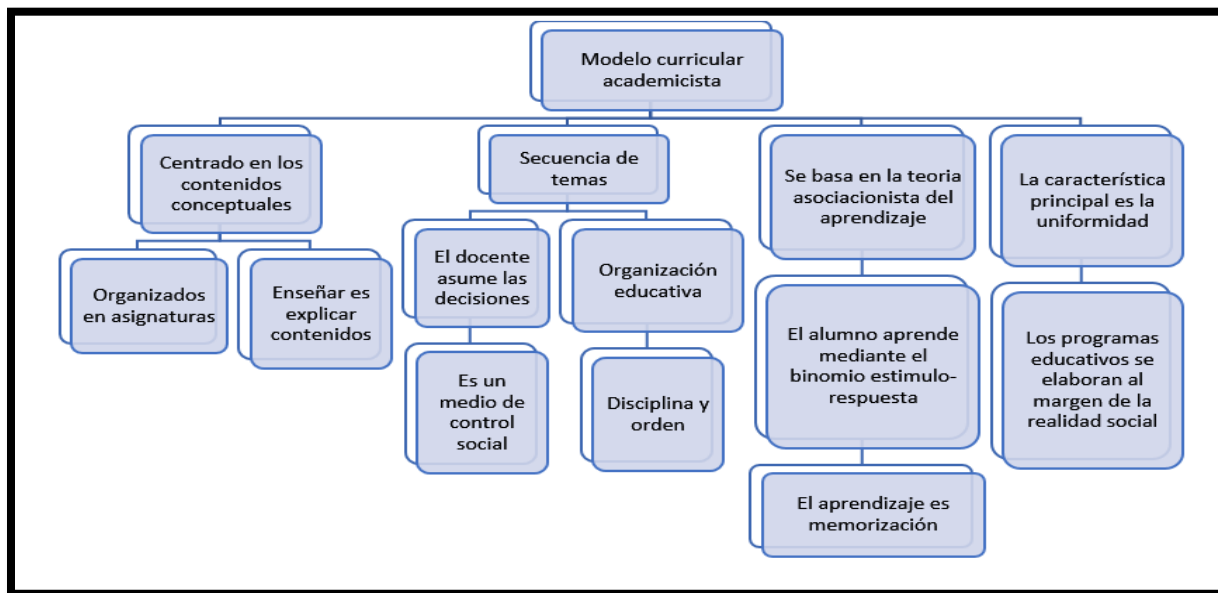 Modelo curricular
academicista
Centrado en los
contenidos
conceptuales
Organizados
en asignaturas
Enseñar es
explicar
contenidos
Secuencia de
temas
El docente
asume las
decisiones
Es un
medio de
control
social
Organización
educativa
Disciplina y
orden
Se basa en la teoria
asociacionista del
aprendizaje
El alumno aprende
mediante el
binomio estimulo-
respuesta
El aprendizaje es
memorización
La característica
principal es la
uniformidad
Los programas
educativos se
elaboran al
margen de la
realidad social